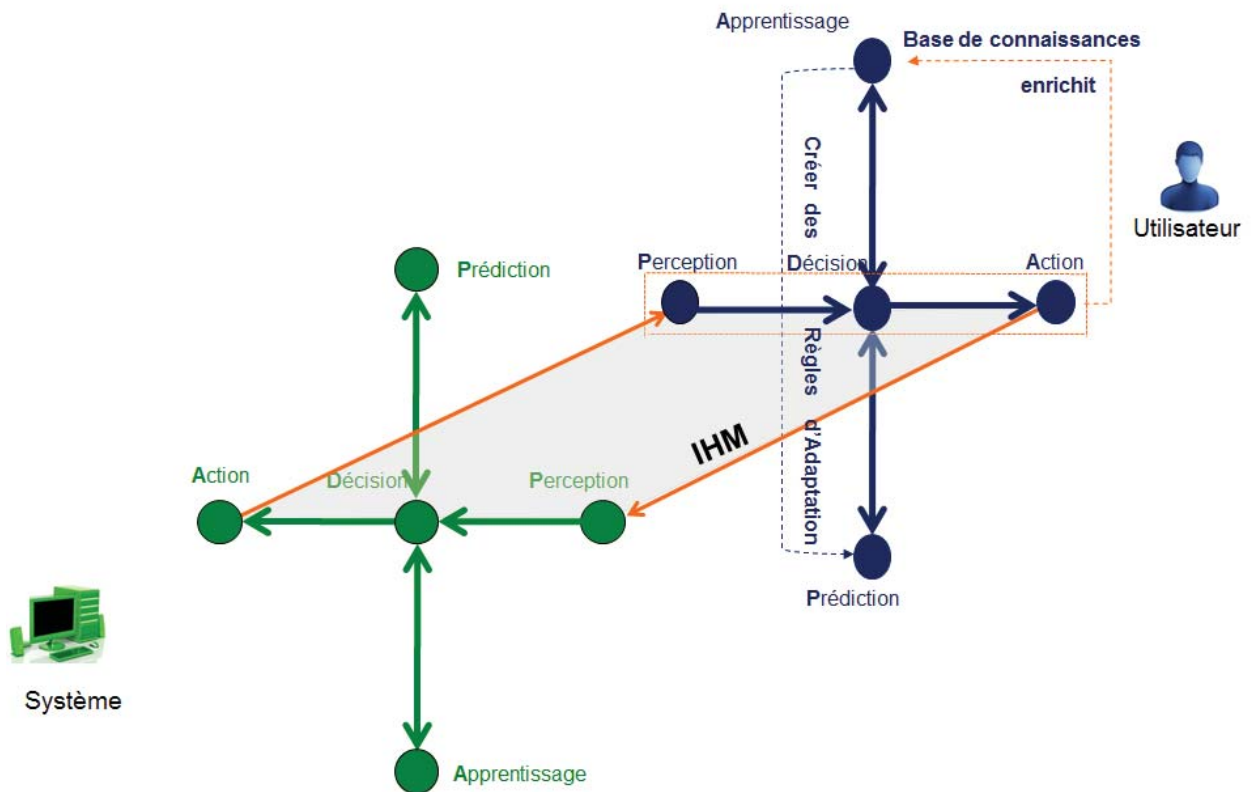 Apprentissage
Base de connaissances
enrichit
Créer des Règles d'Adaptation
Utilisateur
Perception
Décision
Action
Prédiction
IHM
Action
Décision
Perception
Prédiction
Système
Apprentissage